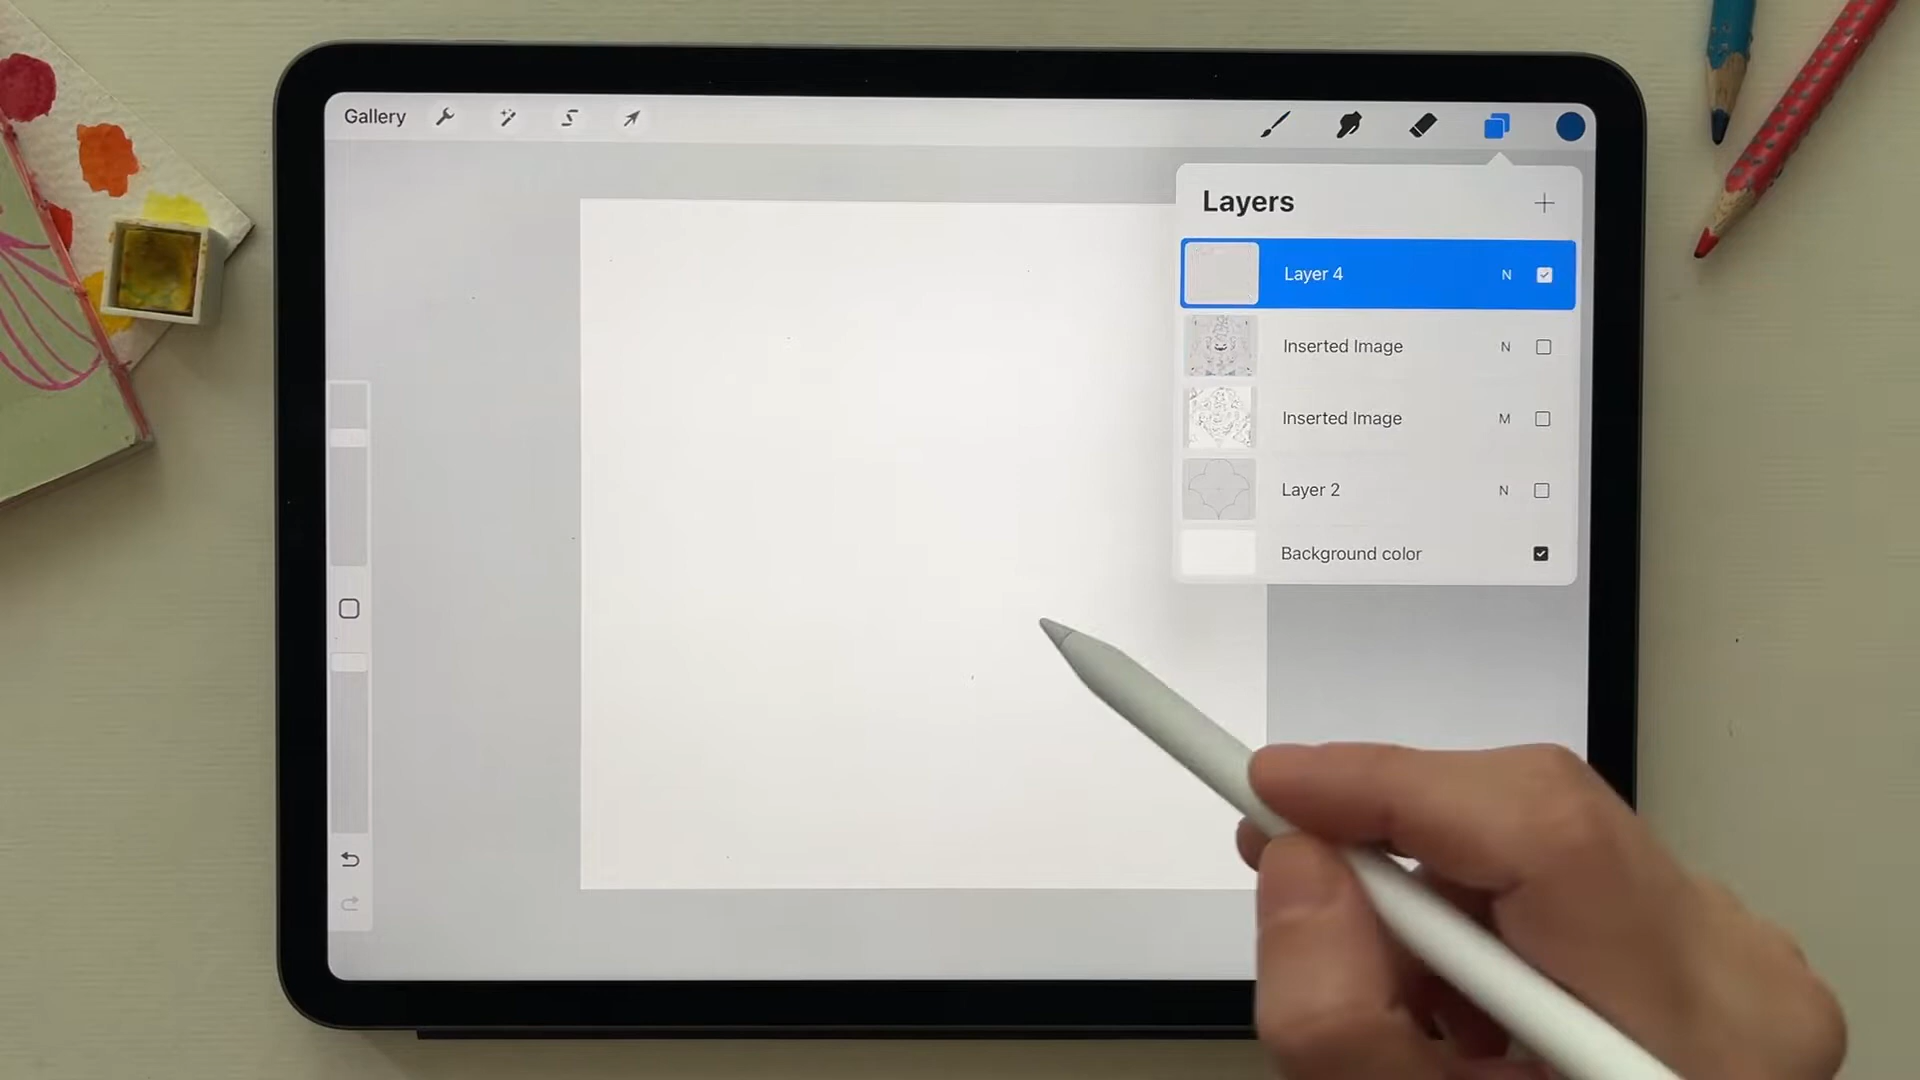 Gallery
Layers
Layer 4 N
Inserted Image N
Inserted Image M
Layer 2 N
Background color